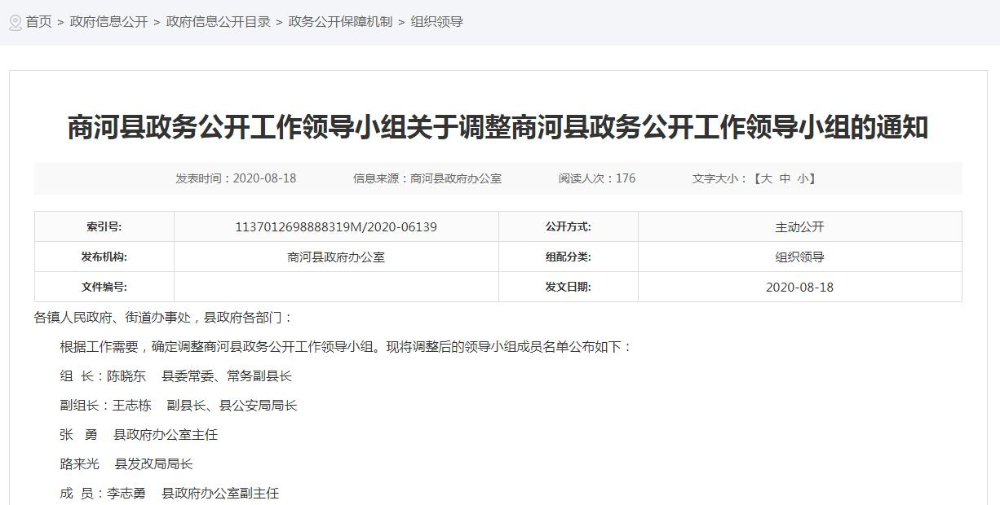 首页 > 政府信息公开 > 政府信息公开目录 > 政务公开保障机制 > 组织领导
商河县政务公开工作领导小组关于调整商河县政务公开工作领导小组的通知
发表时间：2020-08-18 信息来源：商河县政府办公室 阅读人次：176 文字大小：【大 中 小】
索引号: 1137012698888319M/2020-06139 公开方式: 主动公开
发布机构: 商河县政府办公室 组配分类: 组织领导
文件编号: 发文日期: 2020-08-18
各镇人民政府、街道办事处，县政府各部门：
根据工作需要，确定调整商河县政务公开工作领导小组。现将调整后的领导小组成员名单公布如下：
组 长：陈晓东 县委常委、常务副县长
副组长：王志栋 副县长、县公安局局长
张 勇 县政府办公室主任
路来光 县发改局局长
成 员：李志勇 县政府办公室副主任